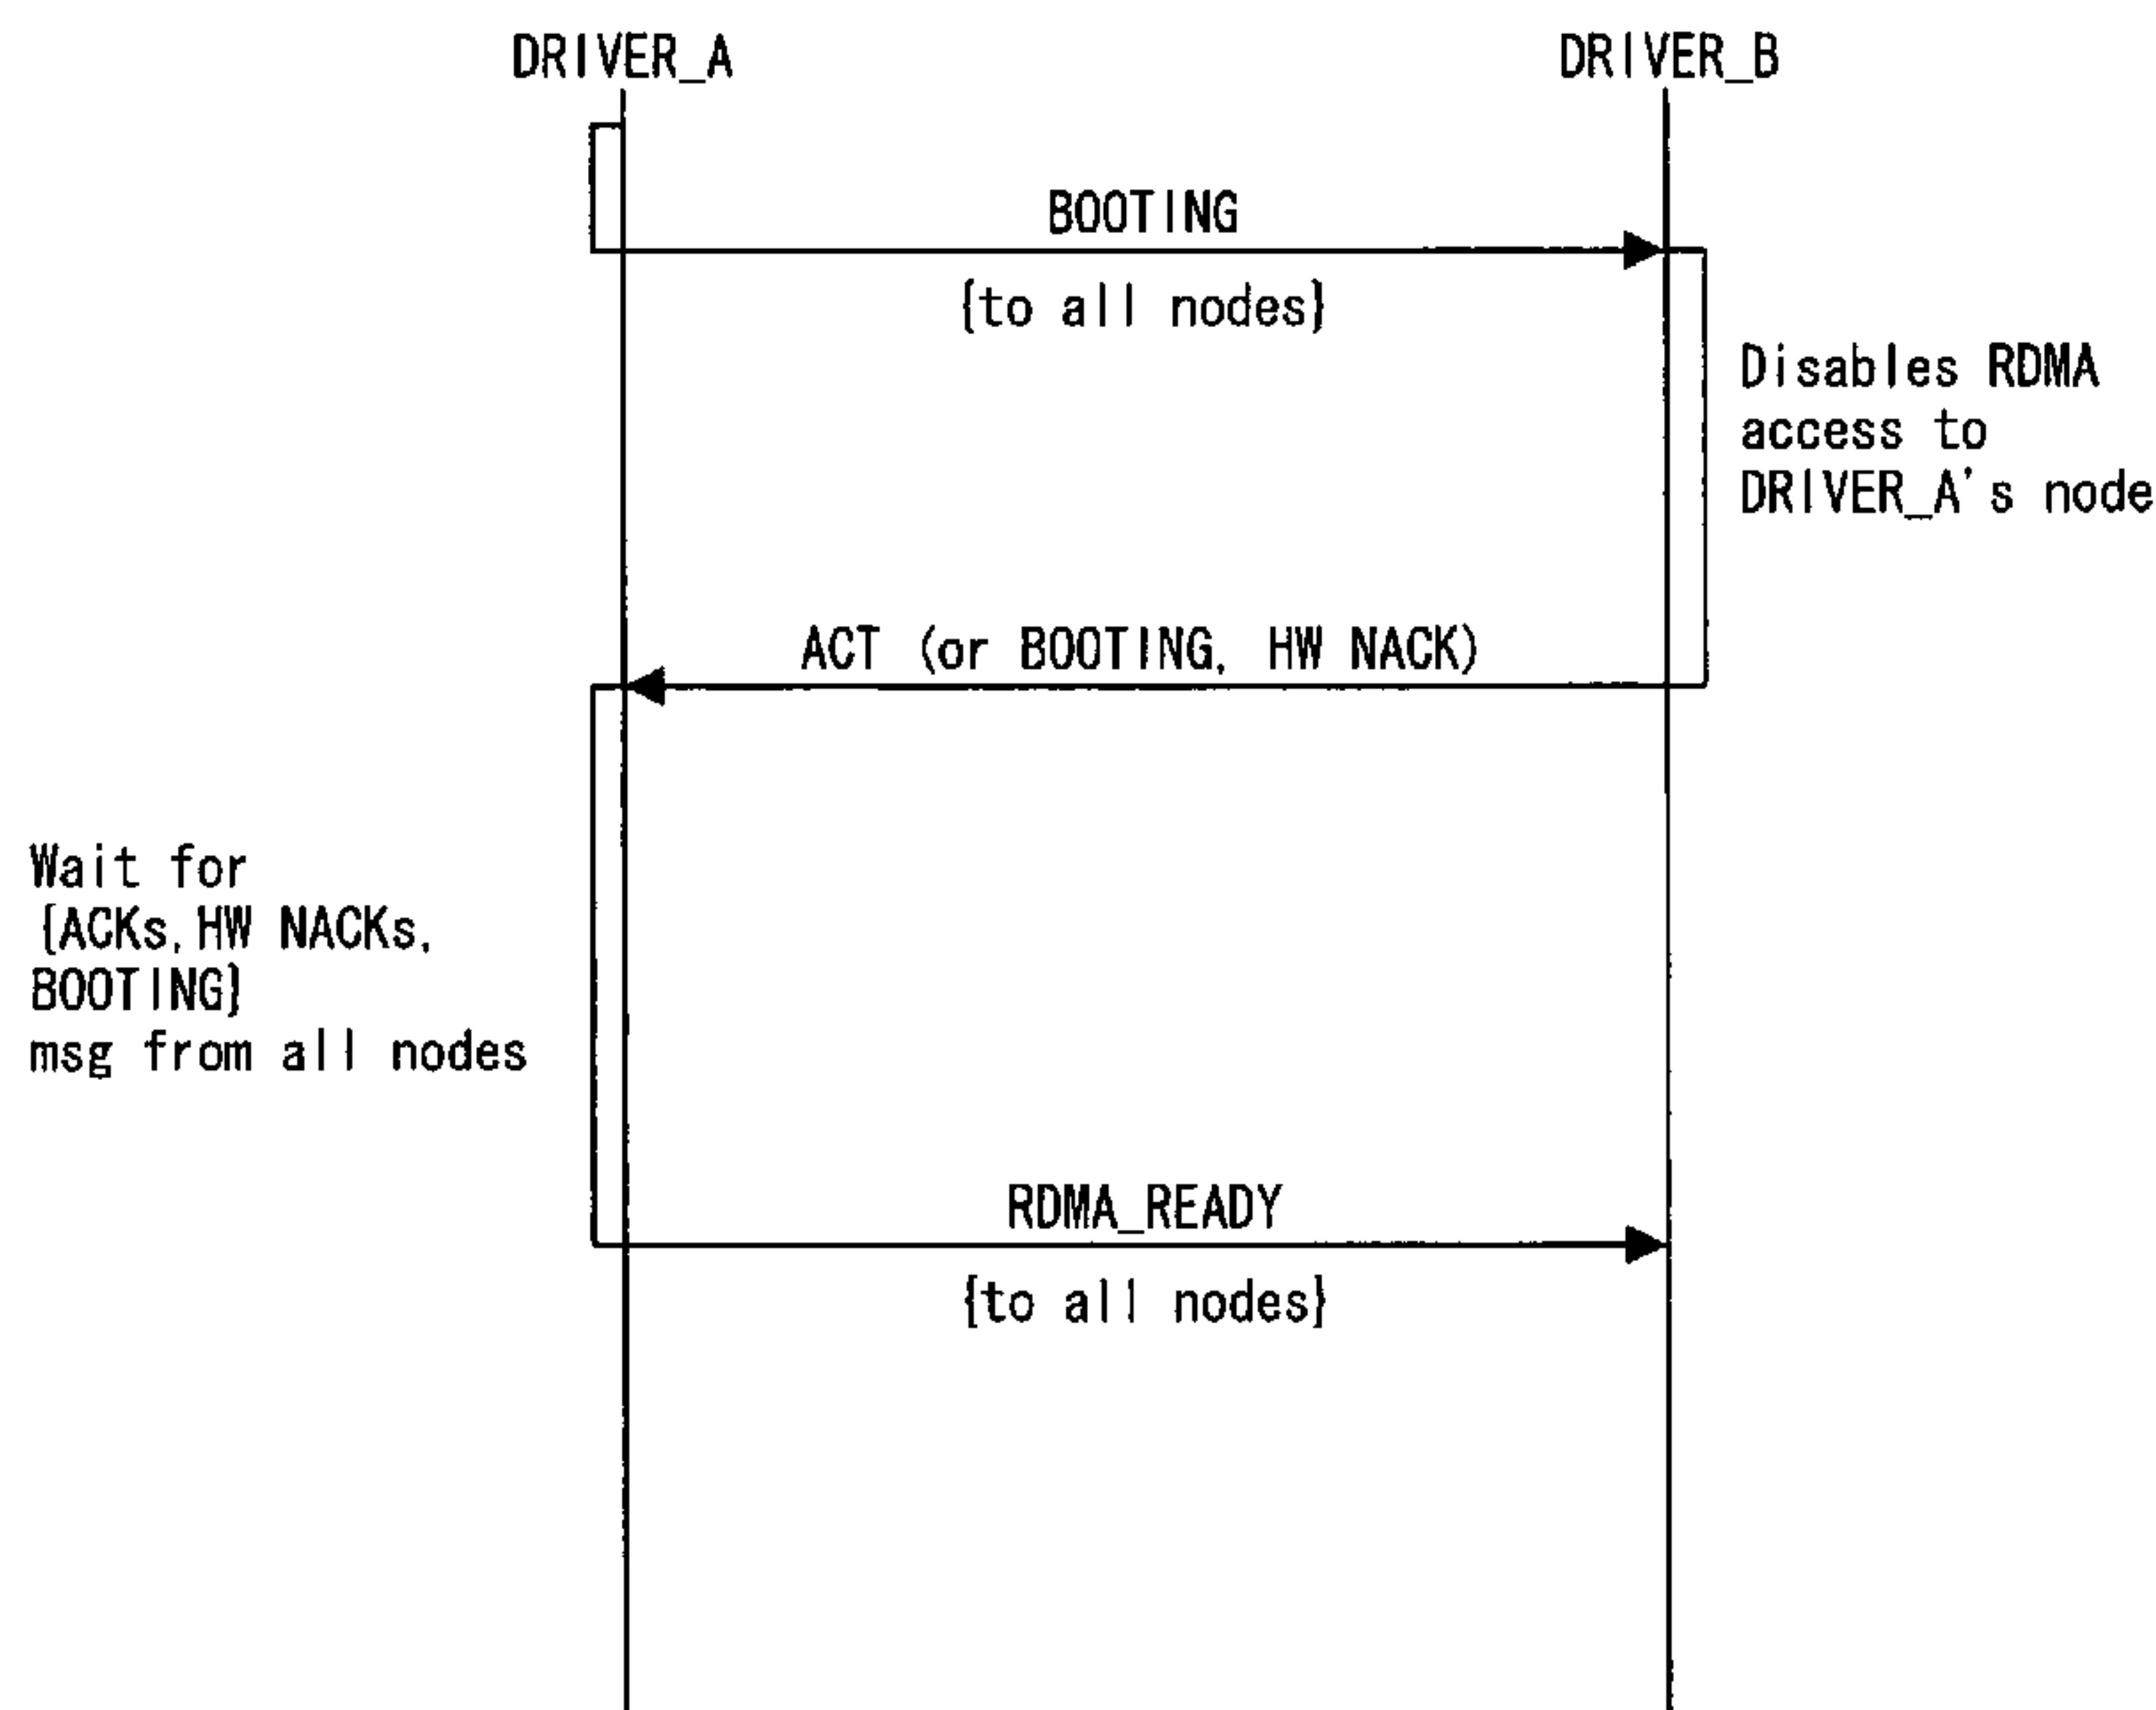 DRIVER_A
DRIVER_B
BOOTING
{to all nodes}
Disables RDMA
access to
DRIVER_A's node
ACT (or BOOTING, HW NACK)
Wait for
{ACKs, HW NACKs,
BOOTING}
msg from all nodes
RDMA_READY
{to all nodes}